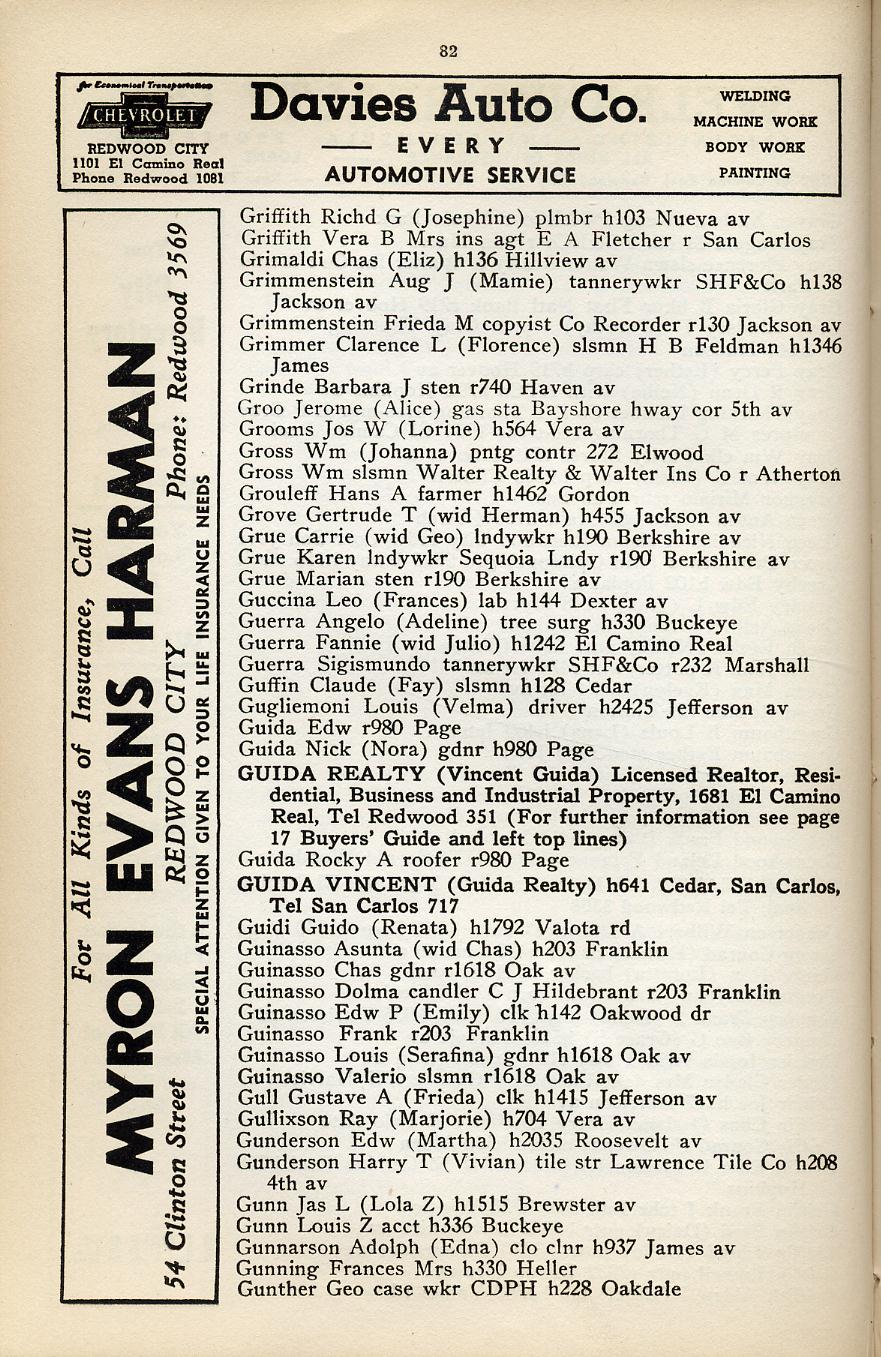 82
for Economical Transportation
CHEVROLET
REDWOOD CITY
1101 El Camino Real
Phone Redwood 1081
Davies Auto Co.
EVERY
AUTOMOTIVE SERVICE
WELDING
MACHINE WORK
BODY WORK
PAINTING
For All Kinds of Insurance, Call
MYRON EVANS HARMAN
54 Clinton Street REDWOOD CITY Phone: Redwood 3569
SPECIAL ATTENTION GIVEN TO YOUR LIFE INSURANCE NEEDS
Griffith Richd G (Josephine) plmbr h103 Nueva av
Griffith Vera B Mrs ins agt E A Fletcher r San Carlos
Grimaldi Chas (Eliz) h136 Hillview av
Grimmenstein Aug J (Mamie) tannerywkr SHF&Co h138
Jackson av
Grimmenstein Frieda M copyist Co Recorder r130 Jackson av
Grimmer Clarence L (Florence) slsmn H B Feldman h1346
James
Grinde Barbara J sten r740 Haven av
Groo Jerome (Alice) gas sta Bayshore hway cor 5th av
Grooms Jos W (Lorine) h564 Vera av
Gross Wm (Johanna) pntg contr 272 Elwood
Gross Wm slsmn Walter Realty & Walter Ins Co r Atherton
Grouleff Hans A farmer h1462 Gordon
Grove Gertrude T (wid Herman) h455 Jackson av
Grue Carrie (wid Geo) lndywkr h190 Berkshire av
Grue Karen lndywkr Sequoia Lndy r190 Berkshire av
Grue Marian sten r190 Berkshire av
Guccina Leo (Frances) lab h144 Dexter av
Guerra Angelo (Adeline) tree surg h330 Buckeye
Guerra Fannie (wid Julio) h1242 El Camino Real
Guerra Sigismundo tannerywkr SHF&Co r232 Marshall
Guffin Claude (Fay) slsmn h128 Cedar
Gugliemoni Louis (Velma) driver h2425 Jefferson av
Guida Edw r980 Page
Guida Nick (Nora) gdnr h980 Page
GUIDA REALTY (Vincent Guida) Licensed Realtor, Resi-
dential, Business and Industrial Property, 1681 El Camino
Real, Tel Redwood 351 (For further information see page
17 Buyers' Guide and left top lines)
Guida Rocky A roofer r980 Page
GUIDA VINCENT (Guida Realty) h641 Cedar, San Carlos,
Tel San Carlos 717
Guidi Guido (Renata) h1792 Valota rd
Guinasso Asunta (wid Chas) h203 Franklin
Guinasso Chas gdnr r1618 Oak av
Guinasso Dolma candler C J Hildebrant r203 Franklin
Guinasso Edw P (Emily) clk h142 Oakwood dr
Guinasso Frank r203 Franklin
Guinasso Louis (Serafina) gdnr h1618 Oak av
Guinasso Valerio slsmn r1618 Oak av
Gull Gustave A (Frieda) clk h1415 Jefferson av
Gullixson Ray (Marjorie) h704 Vera av
Gunderson Edw (Martha) h2035 Roosevelt av
Gunderson Harry T (Vivian) tile str Lawrence Tile Co h208
4th av
Gunn Jas L (Lola Z) h1515 Brewster av
Gunn Louis Z acct h336 Buckeye
Gunnarson Adolph (Edna) clo clnr h937 James av
Gunning Frances Mrs h330 Heller
Gunther Geo case wkr CDPH h228 Oakdale